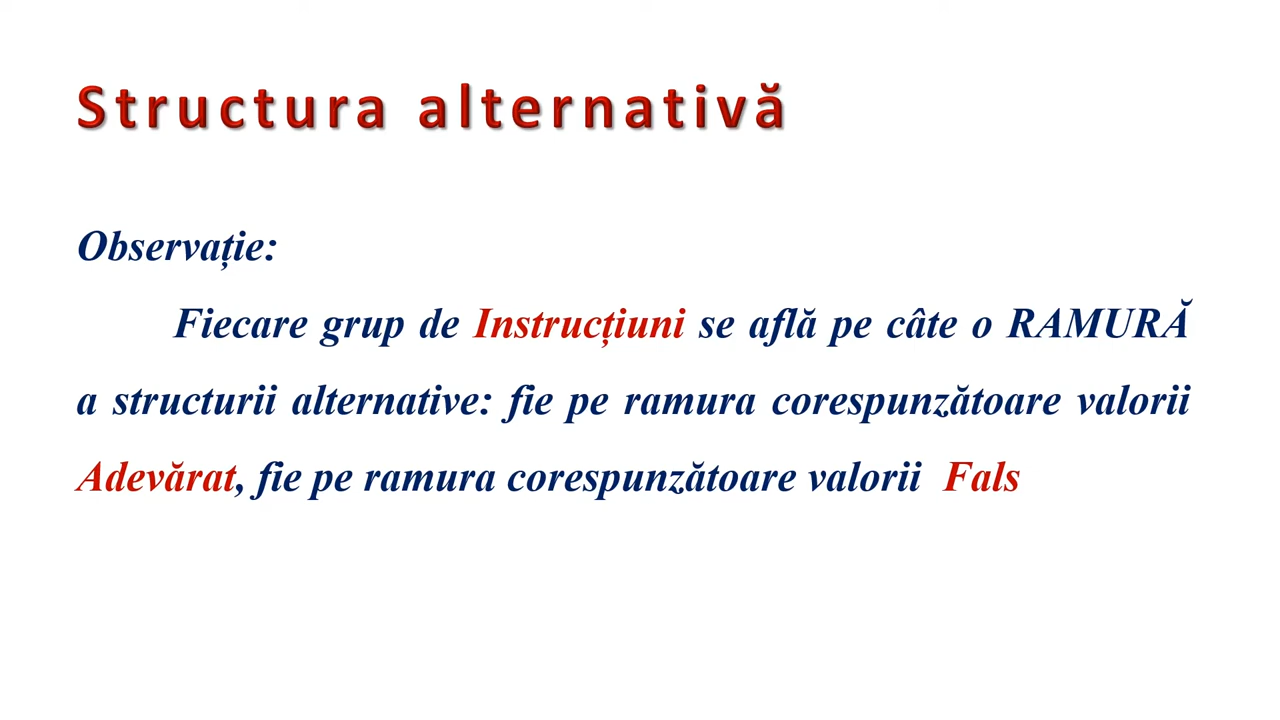 Structura alternativă
Observație:
Fiecare grup de Instrucțiuni se află pe câte o RAMURĂ
a structurii alternative: fie pe ramura corespunzătoare valorii
Adevărat, fie pe ramura corespunzătoare valorii Fals